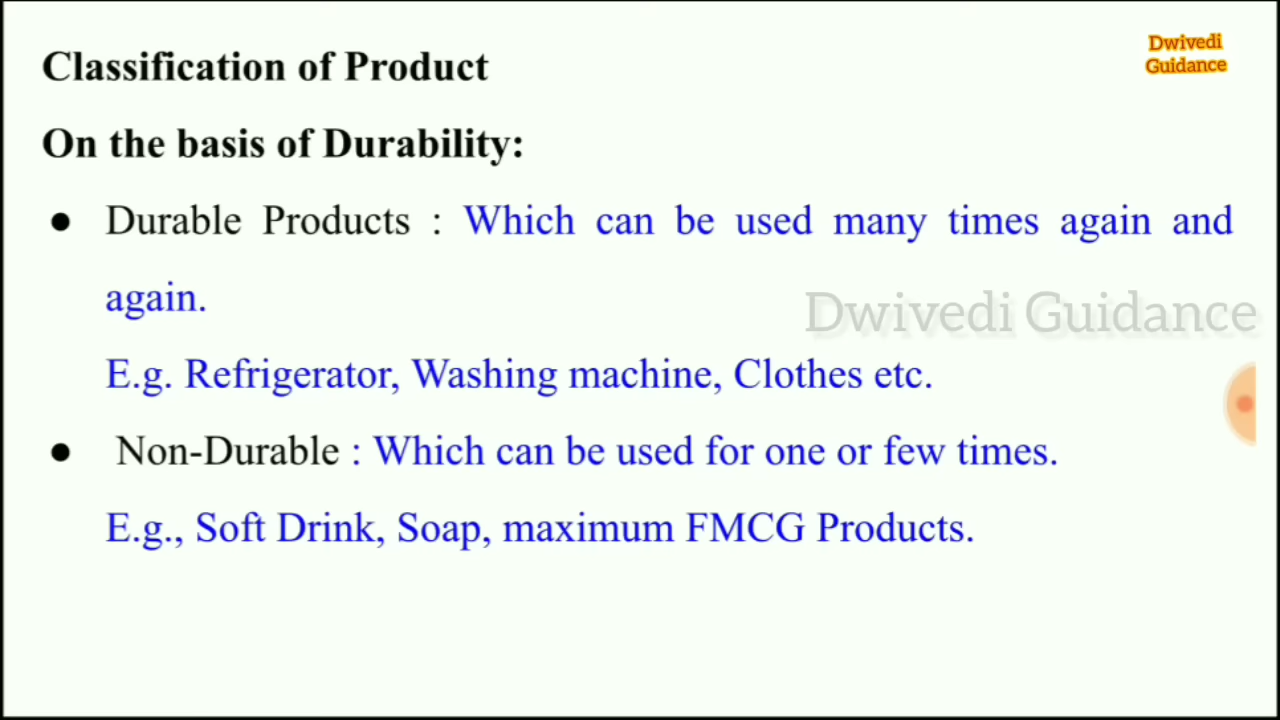 Classification of Product
Dwivedi
Guidance
On the basis of Durability:
● Durable Products : Which can be used many times again and
again.
Dwivedi Guidance
E.g. Refrigerator, Washing machine, Clothes etc.
● Non-Durable : Which can be used for one or few times.
E.g., Soft Drink, Soap, maximum FMCG Products.